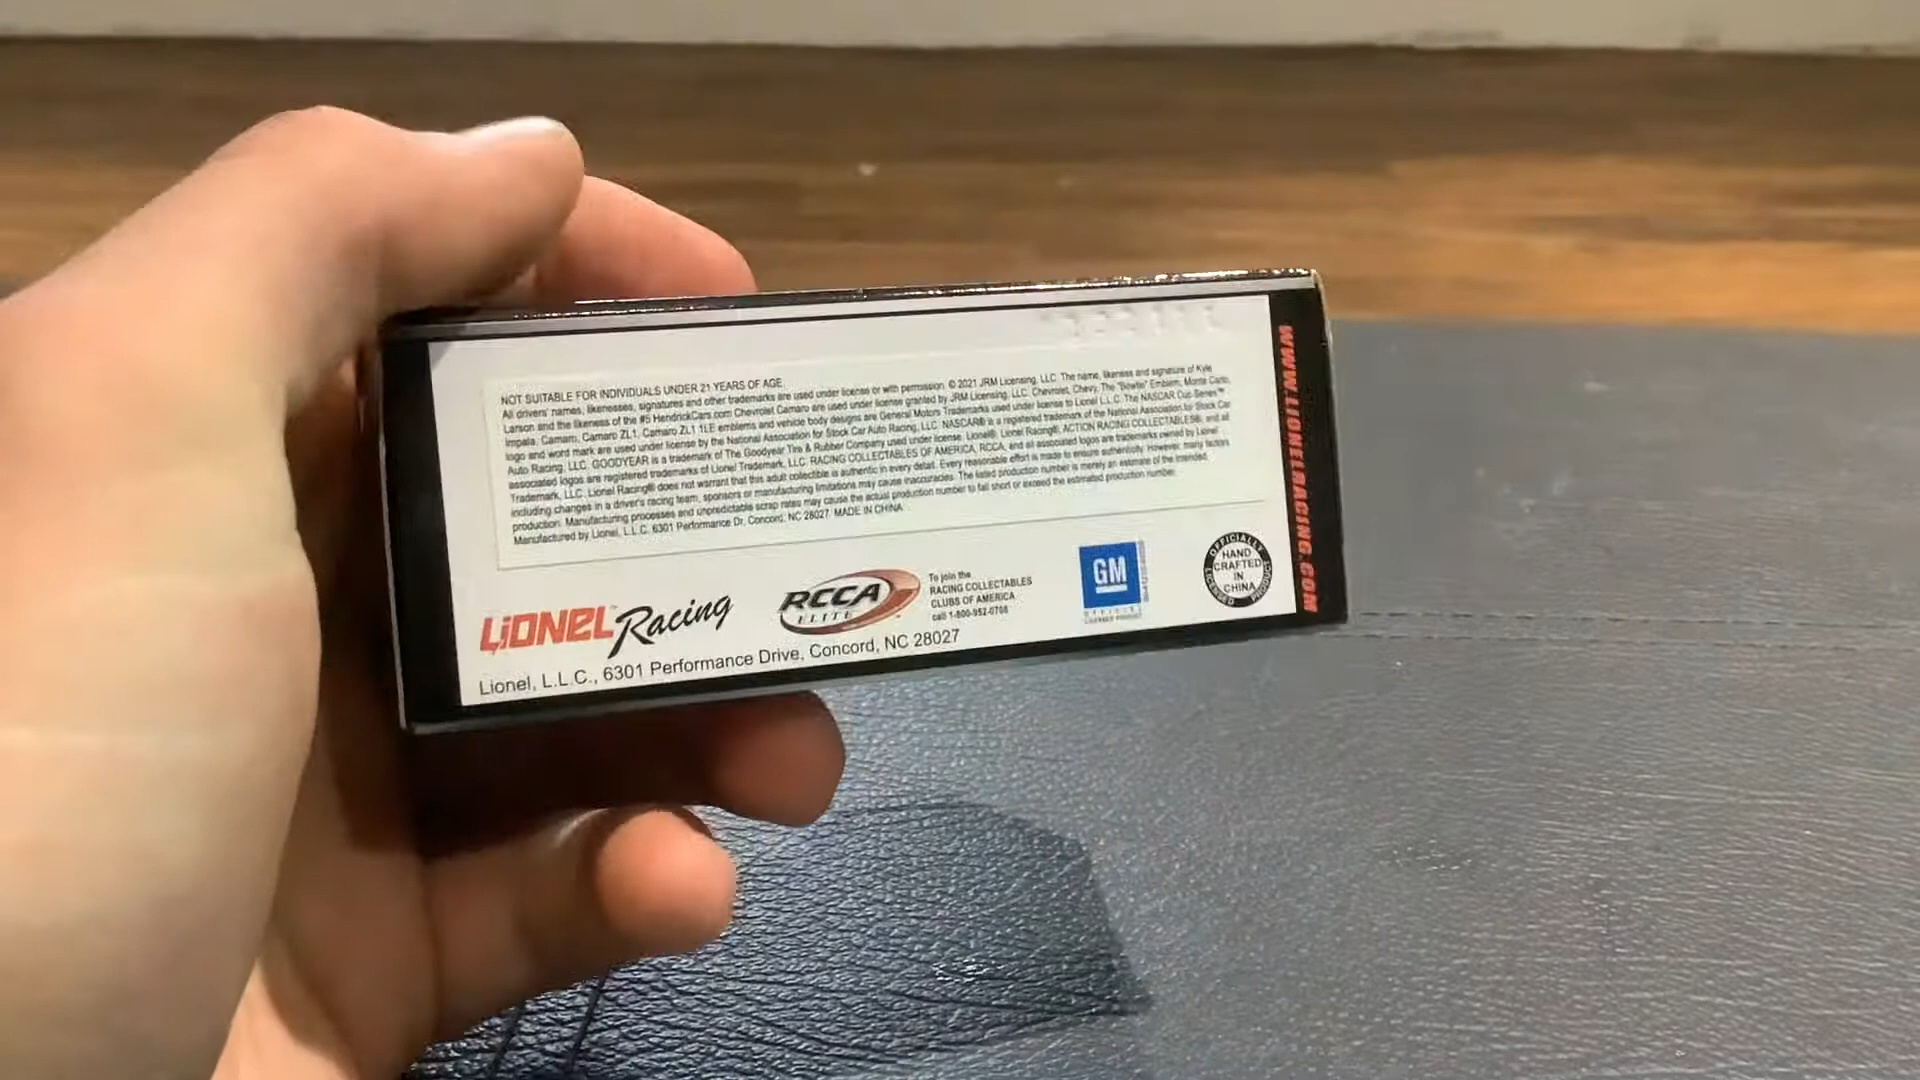 NOT SUITABLE FOR INDIVIDUALS UNDER 21 YEARS OF AGE.
All drivers' names, likenesses, signatures and other trademarks are used under license or with permission. © 2021 JRM Licensing, LLC. The name, likeness and signature of Kyle
Larson and the likeness of the #5 HendrickCars.com Chevrolet Camaro are used under license granted by JRM Licensing, LLC. Chevrolet, Chevy, The "Bowtie" Emblem, Monte Carlo,
Impala, Camaro, Camaro ZL1, Camaro ZL1 1LE emblems and vehicle body designs are General Motors Trademarks used under license to Lionel L.L.C. The NASCAR Cup Series™
logo and word mark are used under license by the National Association for Stock Car Auto Racing, LLC. NASCAR® is a registered trademark of the National Association for Stock Car
Auto Racing, LLC. GOODYEAR is a trademark of The Goodyear Tire & Rubber Company used under license. Lionel®, Lionel Racing®, ACTION RACING COLLECTABLES®, and all
associated logos are registered trademarks of Lionel Trademark, LLC. RACING COLLECTABLES OF AMERICA, RCCA, and all associated logos are trademarks owned by Lionel
Trademark, LLC. Lionel Racing® does not warrant that this adult collectible is authentic in every detail. Every reasonable effort is made to ensure authenticity. However, many factors
including changes in a driver's racing team, sponsors or manufacturing limitations may cause inaccuracies. The listed production number is merely an estimate of the intended
production. Manufacturing processes and unpredictable scrap rates may cause the actual production number to fall short or exceed the estimated production number.
Manufactured by Lionel, L.L.C. 6301 Performance Dr, Concord, NC 28027. MADE IN CHINA
LIONEL Racing
RCCA
ELITE
To join the
RACING COLLECTABLES
CLUBS OF AMERICA
call 1-800-952-0708
GM
OFFICIAL
LICENSED PRODUCT
OFFICIALLY
LICENSED
PRODUCT
HAND
CRAFTED
IN
CHINA
Lionel, L.L.C., 6301 Performance Drive, Concord, NC 28027
WWW.LIONELRACING.COM